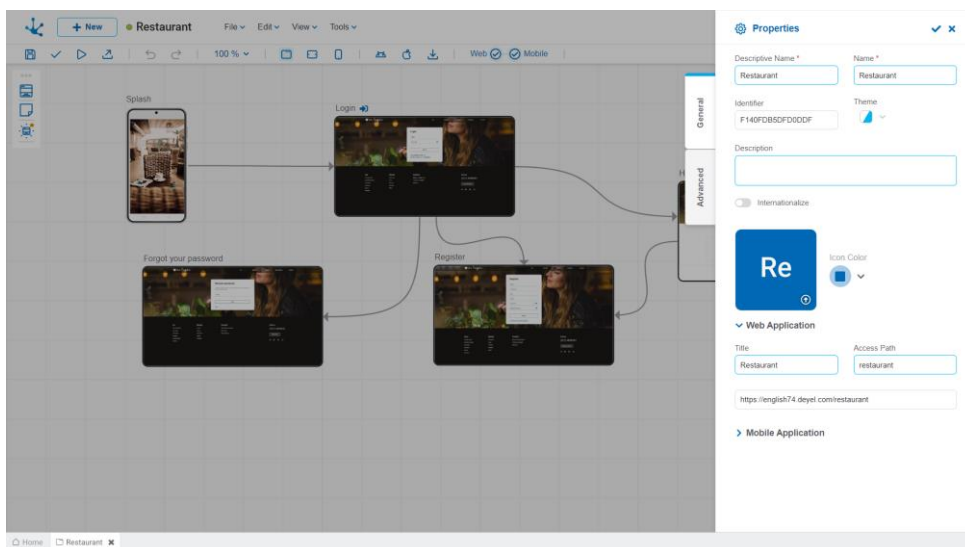 + New
Restaurant
File
Edit
View
Tools
100 %
Web
Mobile
Splash
Login
H
Forgot your password
Register
General
Advanced
Properties
Descriptive Name *
Name *
Restaurant
Restaurant
Identifier
Theme
F140FDB5DFD0DDF
Description
Internationalize
Re
Icon Color
Web Application
Title
Access Path
Restaurant
restaurant
https://english74.deyel.com/restaurant
Mobile Application
Home
Restaurant